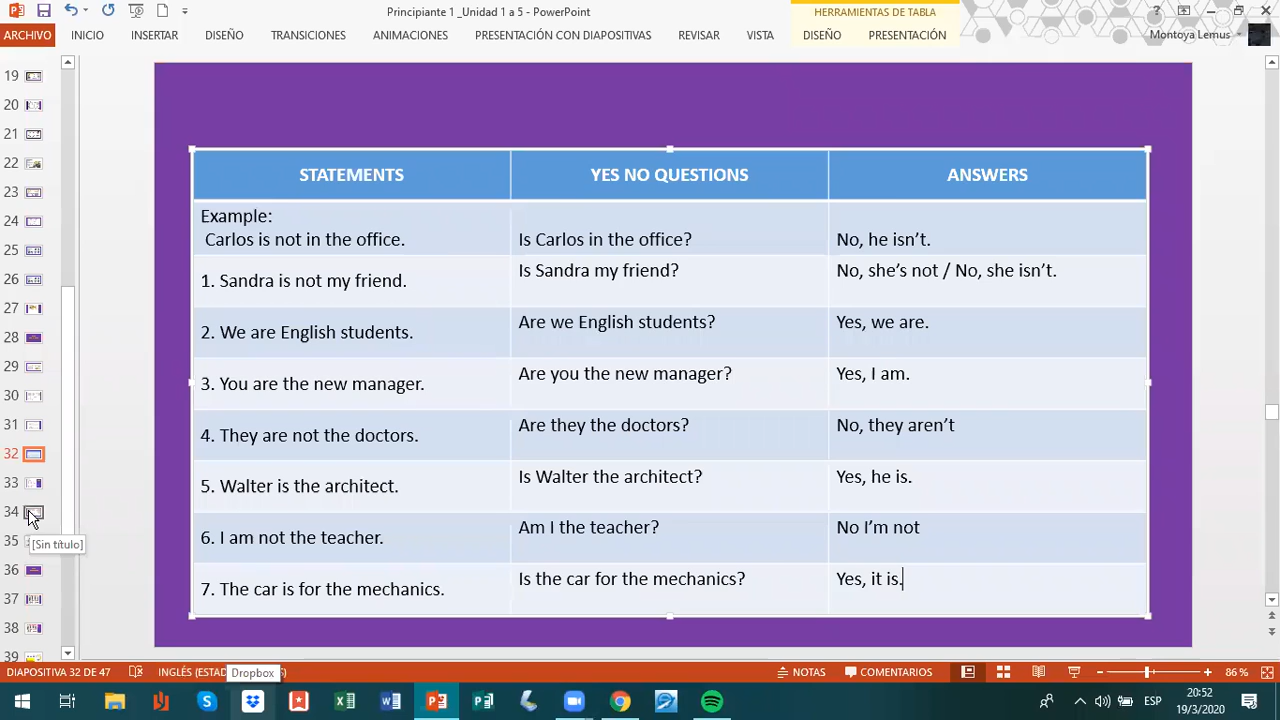 Principiante 1 _Unidad 1 a 5 - PowerPoint
HERRAMIENTAS DE TABLA
ARCHIVO INICIO INSERTAR DISEÑO TRANSICIONES ANIMACIONES PRESENTACIÓN CON DIAPOSITIVAS REVISAR VISTA DISEÑO PRESENTACIÓN Montoya Lemus
19
20
21
22
23
24
25
26
27
28
29
30
31
32
33
34
35
36
37
38
39
[Sin título]
STATEMENTS YES NO QUESTIONS ANSWERS
Example:
Carlos is not in the office. Is Carlos in the office? No, he isn't.
1. Sandra is not my friend. Is Sandra my friend? No, she's not / No, she isn't.
2. We are English students. Are we English students? Yes, we are.
3. You are the new manager. Are you the new manager? Yes, I am.
4. They are not the doctors. Are they the doctors? No, they aren't
5. Walter is the architect. Is Walter the architect? Yes, he is.
6. I am not the teacher. Am I the teacher? No I'm not
7. The car is for the mechanics. Is the car for the mechanics? Yes, it is.
DIAPOSITIVA 32 DE 47 INGLÉS (ESTAD NOTAS COMENTARIOS 86 %
Dropbox
ESP
20:52
19/3/2020